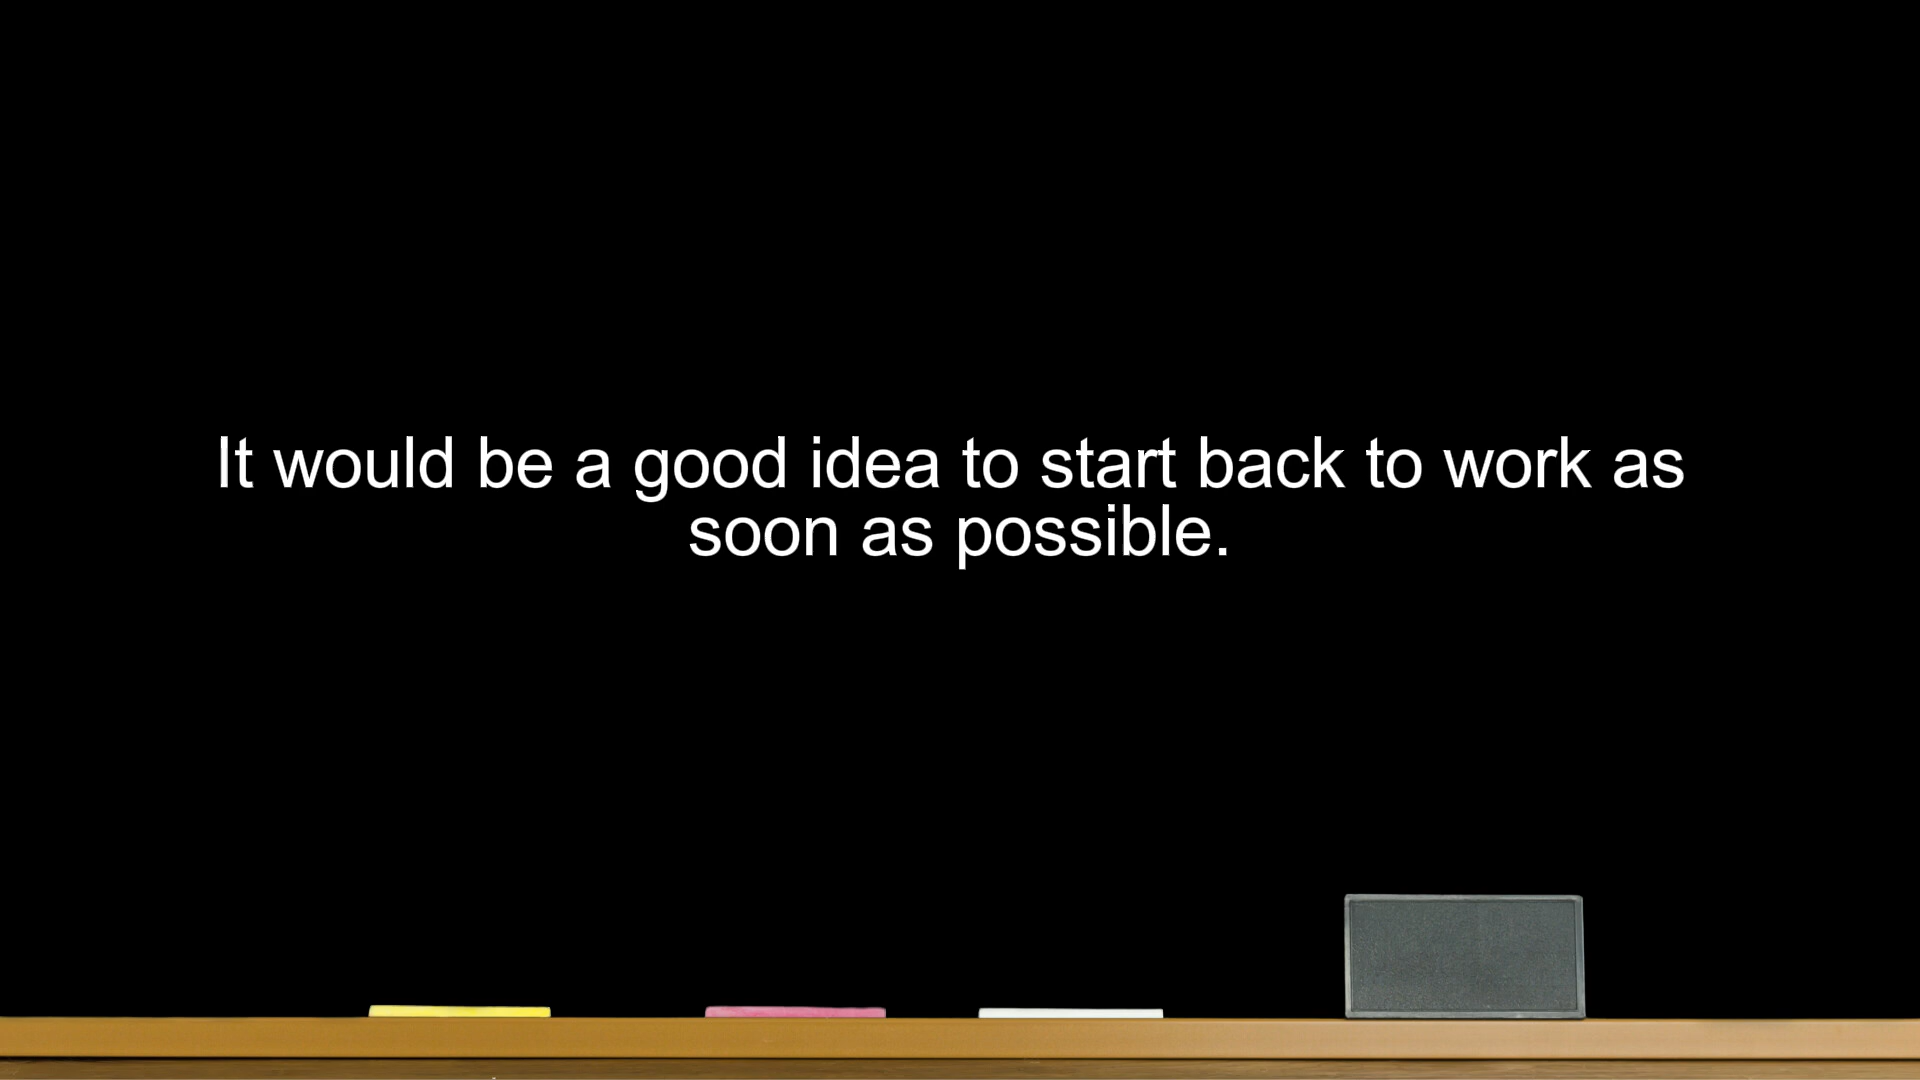 It would be a good idea to start back to work as
soon as possible.